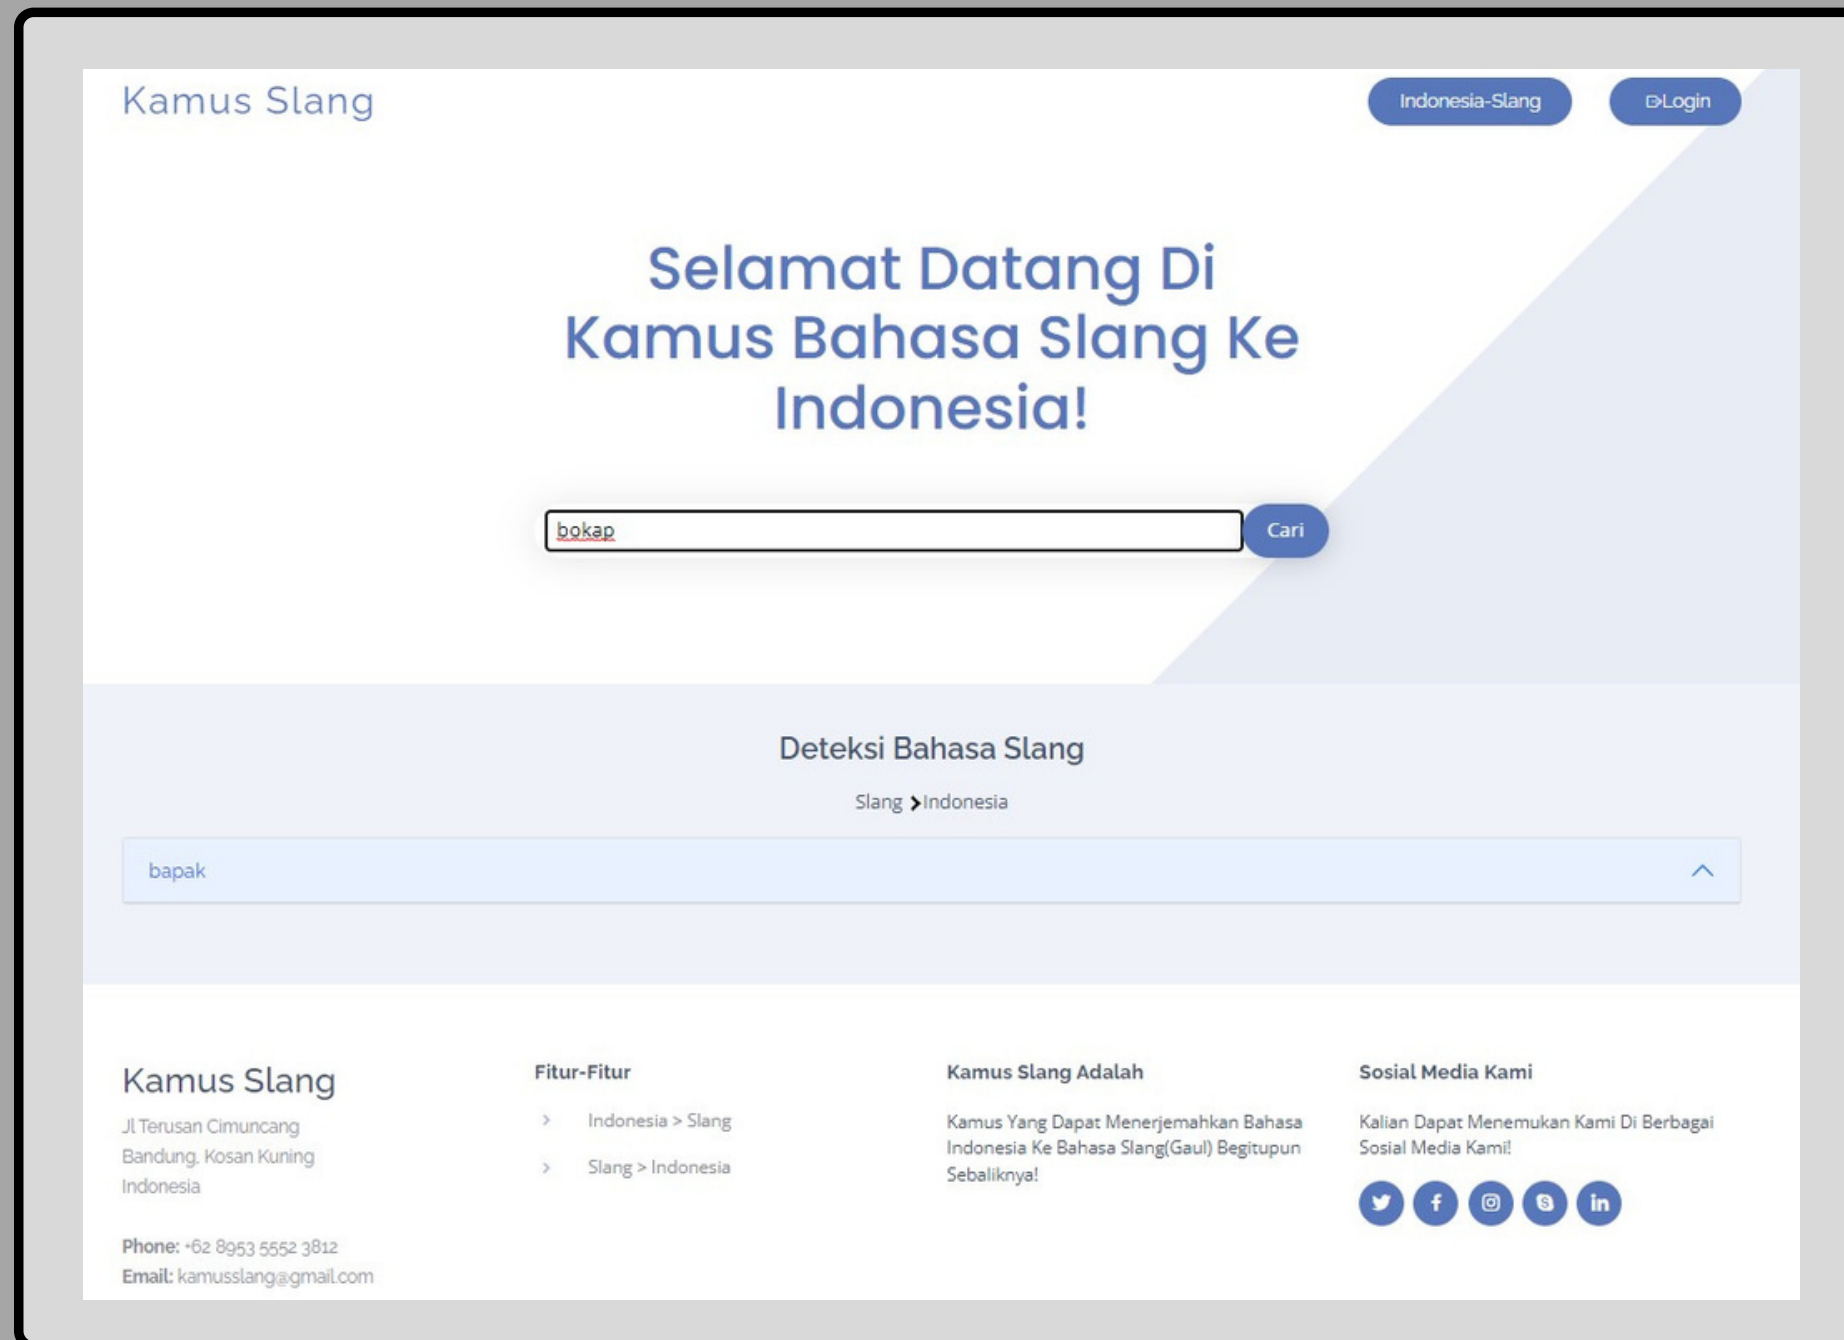 Kamus Slang
Indonesia-Slang
Login
Selamat Datang Di
Kamus Bahasa Slang Ke
Indonesia!
bokap
Cari
Deteksi Bahasa Slang
Slang >Indonesia
bapak
Kamus Slang
Jl Terusan Cimuncang
Bandung, Kosan Kuning
Indonesia
Phone: +62 8953 5552 3812
Email: kamusslang@gmail.com
Fitur-Fitur
> Indonesia > Slang
> Slang > Indonesia
Kamus Slang Adalah
Kamus Yang Dapat Menerjemahkan Bahasa
Indonesia Ke Bahasa Slang(Gaul) Begitupun
Sebaliknya!
Sosial Media Kami
Kalian Dapat Menemukan Kami Di Berbagai
Sosial Media Kami!